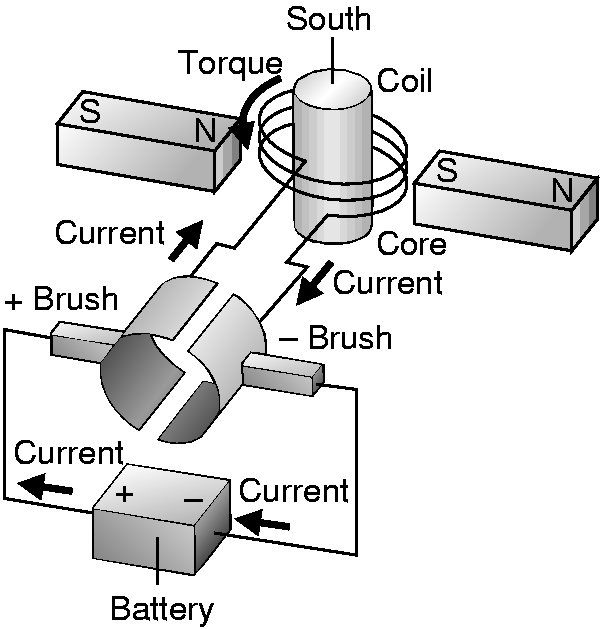 South
Torque
Coil
S
N
S
N
Current
Core
Current
+ Brush
– Brush
Current
+ –
Current
Battery